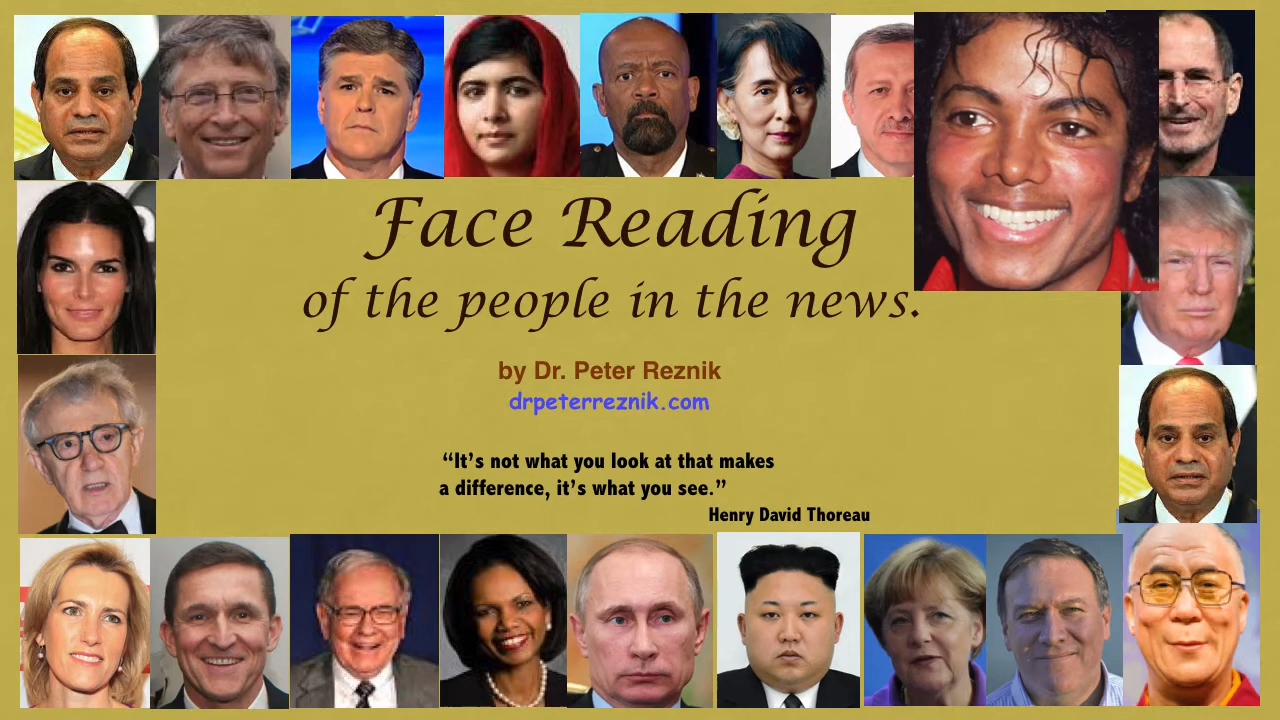 Face Reading
of the people in the news.
by Dr. Peter Reznik
drpeterreznik.com
“It’s not what you look at that makes
a difference, it’s what you see.”
Henry David Thoreau